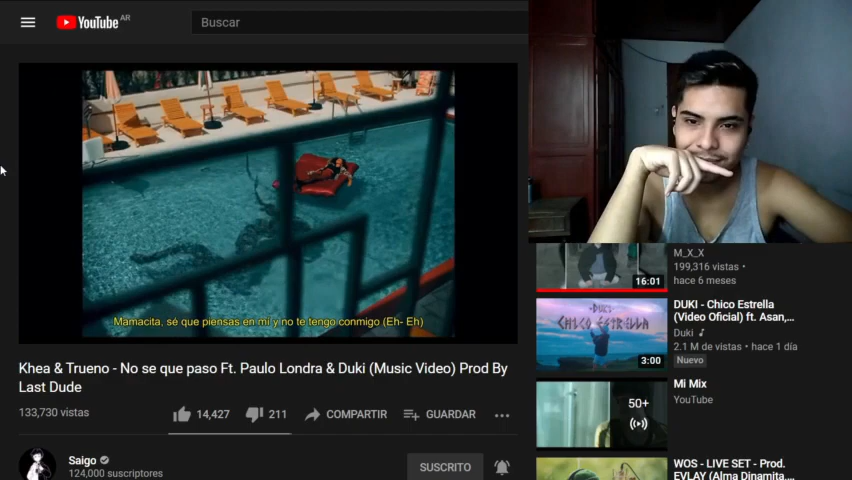 YouTube AR
Buscar
Mamacita, sé que piensas en mí y no te tengo conmigo (Eh- Eh)
Khea & Trueno - No se que paso Ft. Paulo Londra & Duki (Music Video) Prod By
Last Dude
133,730 vistas
14,427
211
COMPARTIR
GUARDAR
Saigo
124,000 suscriptores
SUSCRITO
M_X_X
199,316 vistas •
hace 6 meses
16:01
DUKI - Chico Estrella
(Video Oficial) ft. Asan,...
Duki
2.1 M de vistas • hace 1 día
Nuevo
-DUKI-
CHICO ESTRELLA
3:00
Mi Mix
YouTube
50+
WOS - LIVE SET - Prod.
EVLAY (Alma Dinamita,...